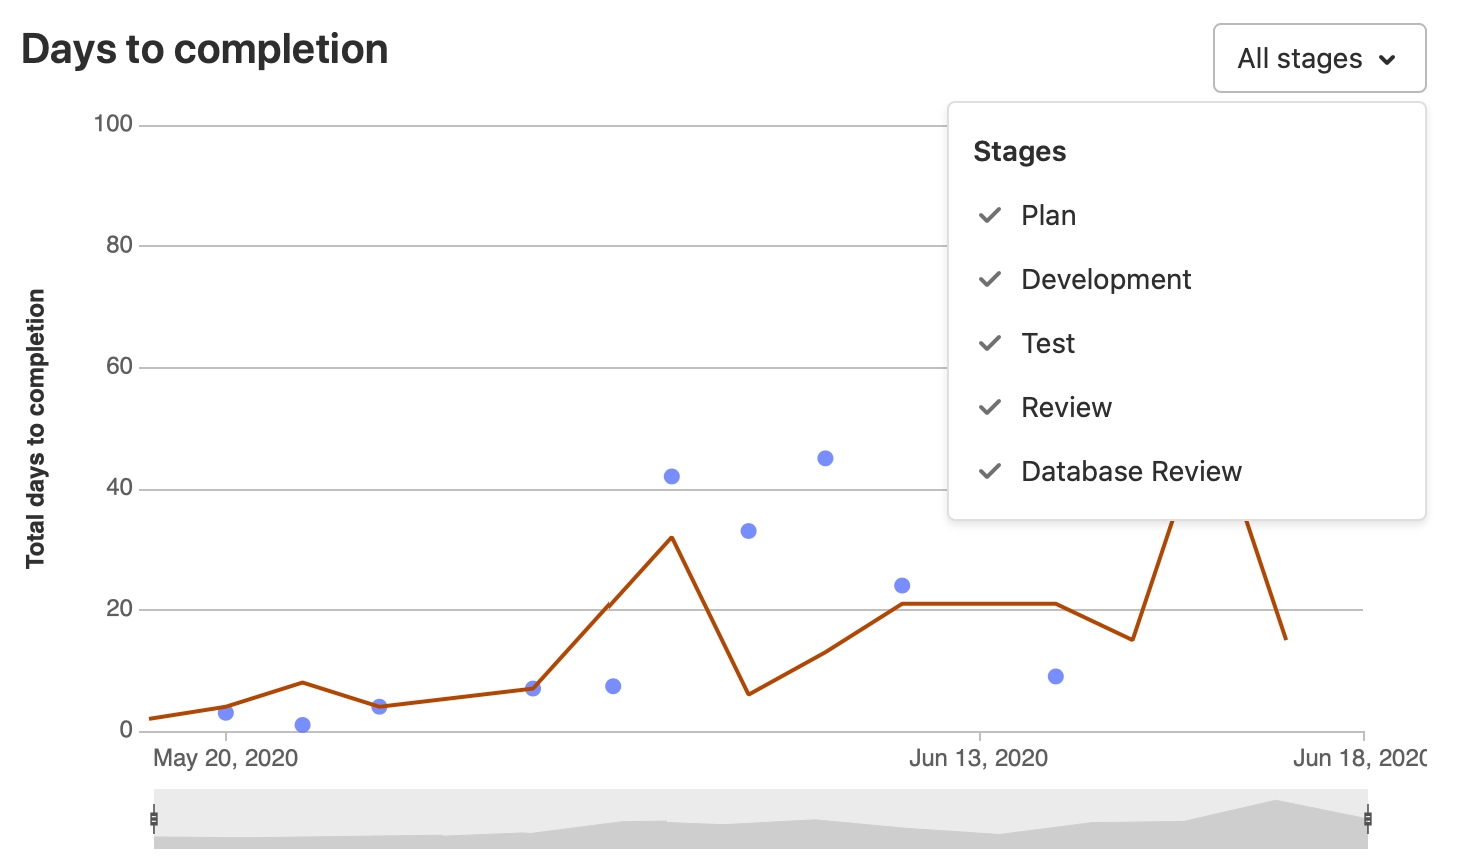 Days to completion
All stages
Stages
Plan
Development
Test
Review
Database Review
Total days to completion
100
80
60
40
20
0
May 20, 2020
Jun 13, 2020
Jun 18, 2020